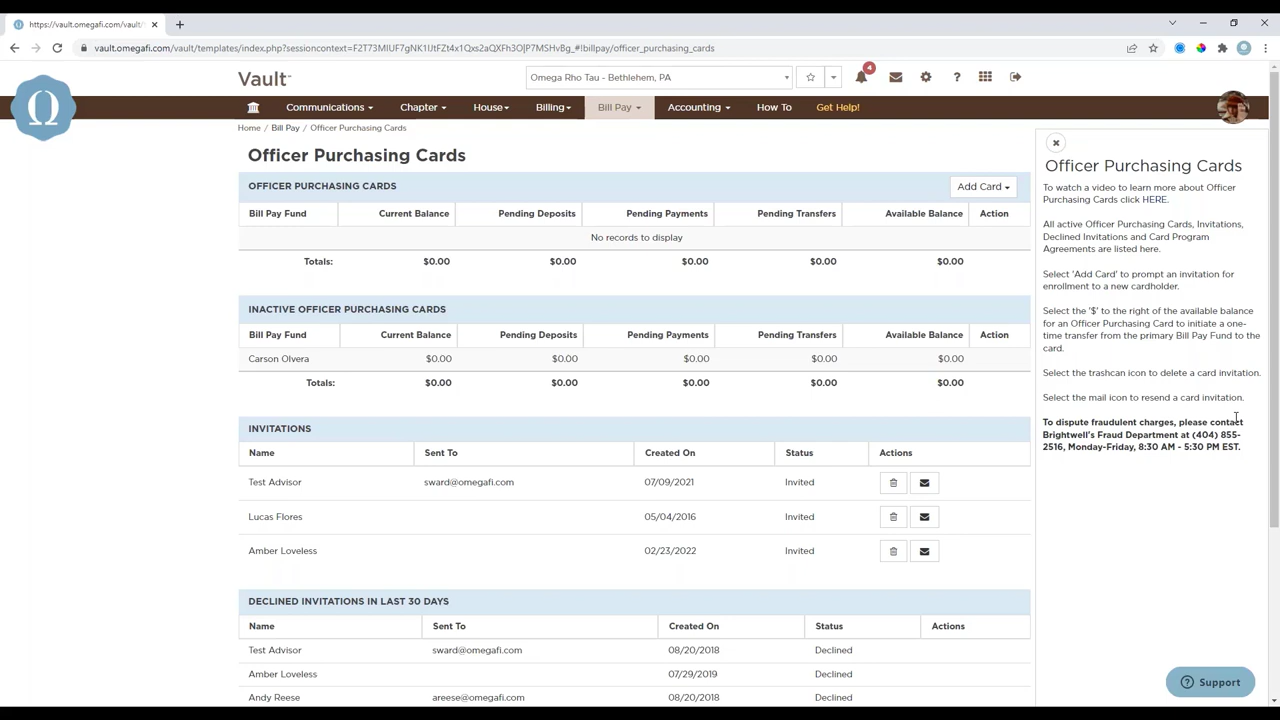 https://vault.omegafi.com/vault/
vault.omegafi.com/vault/templates/index.php?sessioncontext=F2T73MIUF7gNK1IJtFZt4x1Qxs2aQXFh3O|P7MSHvBg_#!billpay/officer_purchasing_cards
Vault
Omega Rho Tau - Bethlehem, PA
4
Communications
Chapter
House
Billing
Bill Pay
Accounting
How To
Get Help!
Home / Bill Pay / Officer Purchasing Cards
Officer Purchasing Cards
OFFICER PURCHASING CARDS
Add Card
Bill Pay Fund Current Balance Pending Deposits Pending Payments Pending Transfers Available Balance Action
No records to display
Totals: $0.00 $0.00 $0.00 $0.00 $0.00
INACTIVE OFFICER PURCHASING CARDS
Bill Pay Fund Current Balance Pending Deposits Pending Payments Pending Transfers Available Balance Action
Carson Olvera $0.00 $0.00 $0.00 $0.00 $0.00
Totals: $0.00 $0.00 $0.00 $0.00 $0.00
INVITATIONS
Name Sent To Created On Status Actions
Test Advisor sward@omegafi.com 07/09/2021 Invited
Lucas Flores 05/04/2016 Invited
Amber Loveless 02/23/2022 Invited
DECLINED INVITATIONS IN LAST 30 DAYS
Name Sent To Created On Status Actions
Test Advisor sward@omegafi.com 08/20/2018 Declined
Amber Loveless 07/29/2019 Declined
Andy Reese areese@omegafi.com 08/20/2018 Declined
Officer Purchasing Cards
To watch a video to learn more about Officer
Purchasing Cards click HERE.
All active Officer Purchasing Cards, Invitations,
Declined Invitations and Card Program
Agreements are listed here.
Select 'Add Card' to prompt an invitation for
enrollment to a new cardholder.
Select the '$' to the right of the available balance
for an Officer Purchasing Card to initiate a one-
time transfer from the primary Bill Pay Fund to the
card.
Select the trashcan icon to delete a card invitation.
Select the mail icon to resend a card invitation.
To dispute fraudulent charges, please contact
Brightwell's Fraud Department at (404) 855-
2516, Monday-Friday, 8:30 AM - 5:30 PM EST.
Support